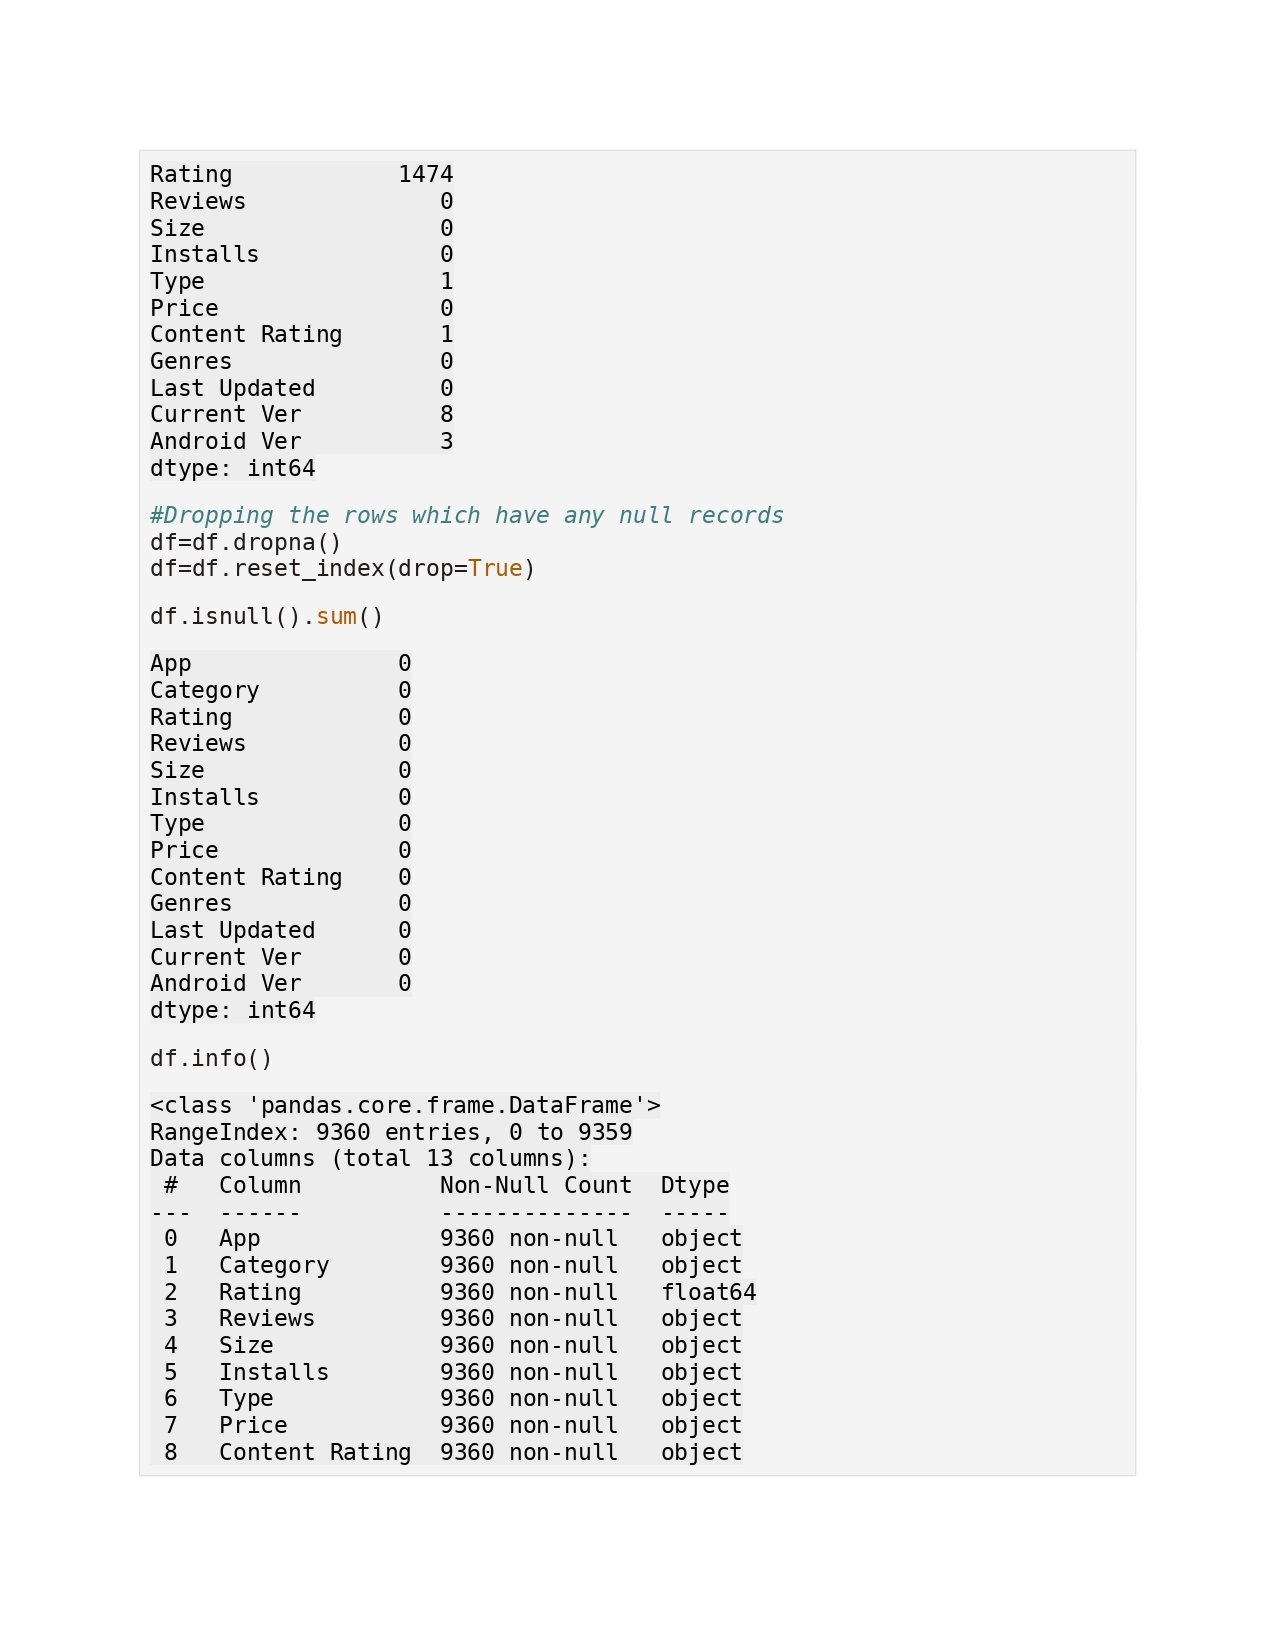 Rating            1474
Reviews              0
Size                 0
Installs             0
Type                 1
Price                0
Content Rating       1
Genres               0
Last Updated         0
Current Ver          8
Android Ver          3
dtype: int64
#Dropping the rows which have any null records
df=df.dropna()
df=df.reset_index(drop=True)
df.isnull().sum()
App               0
Category          0
Rating            0
Reviews           0
Size              0
Installs          0
Type              0
Price             0
Content Rating    0
Genres            0
Last Updated      0
Current Ver       0
Android Ver       0
dtype: int64
df.info()
<class 'pandas.core.frame.DataFrame'>
RangeIndex: 9360 entries, 0 to 9359
Data columns (total 13 columns):
 #   Column          Non-Null Count  Dtype
---  ------          --------------  -----
 0   App             9360 non-null   object
 1   Category        9360 non-null   object
 2   Rating          9360 non-null   float64
 3   Reviews         9360 non-null   object
 4   Size            9360 non-null   object
 5   Installs        9360 non-null   object
 6   Type            9360 non-null   object
 7   Price           9360 non-null   object
 8   Content Rating  9360 non-null   object